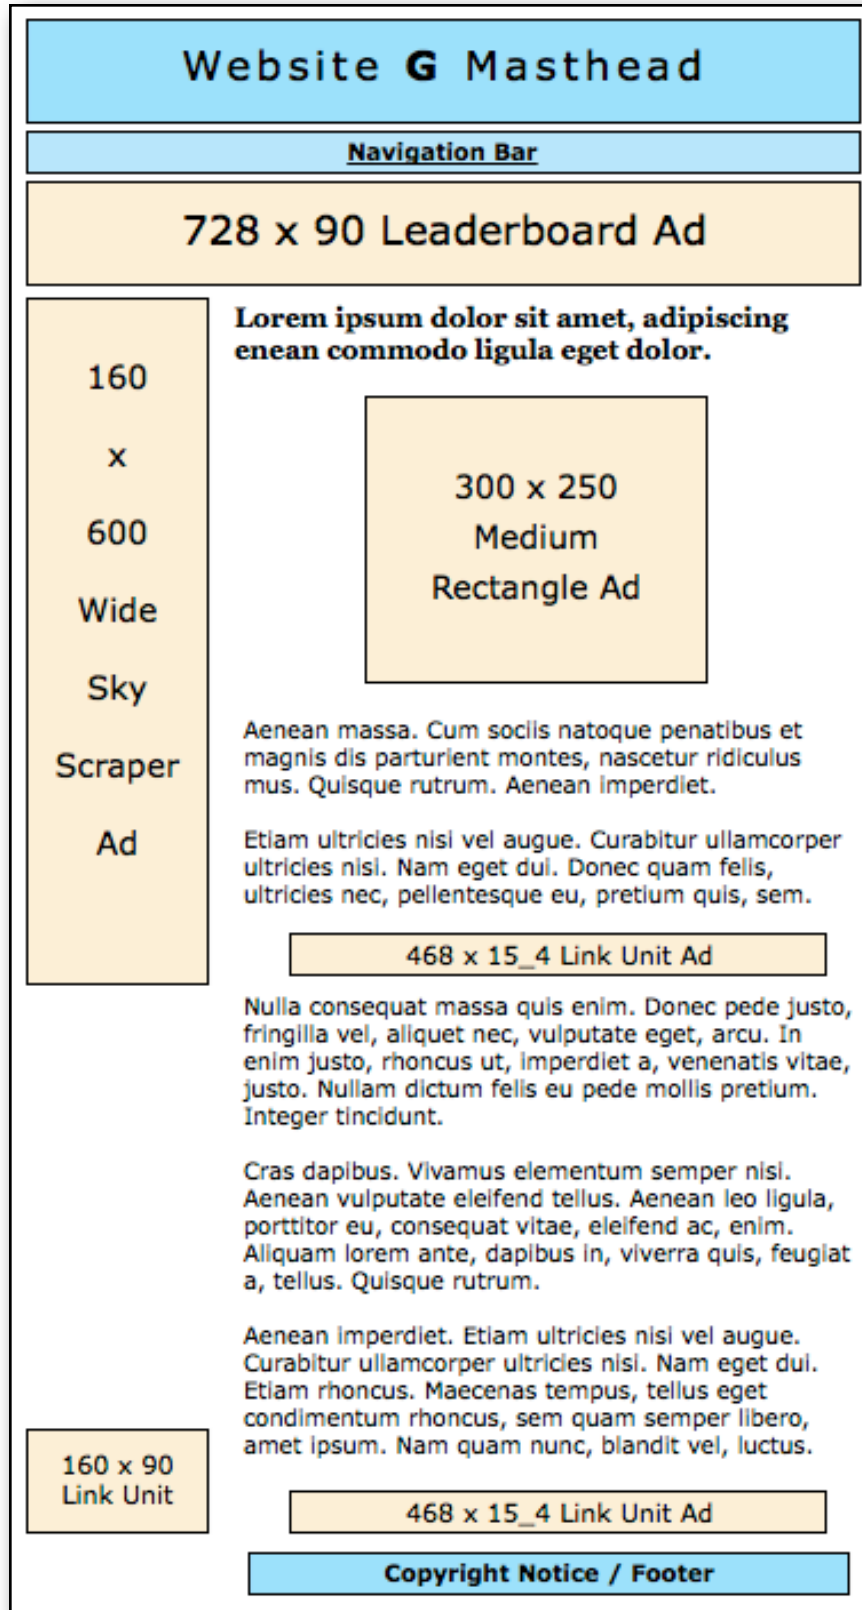 Website G Masthead
Navigation Bar
728 x 90 Leaderboard Ad
160
x
600
Wide
Sky
Scraper
Ad
Lorem ipsum dolor sit amet, adipiscing
enean commodo ligula eget dolor.
300 x 250
Medium
Rectangle Ad
Aenean massa. Cum sociis natoque penatibus et
magnis dis parturient montes, nascetur ridiculus
mus. Quisque rutrum. Aenean imperdiet.
Etiam ultricies nisi vel augue. Curabitur ullamcorper
ultricies nisi. Nam eget dui. Donec quam felis,
ultricies nec, pellentesque eu, pretium quis, sem.
468 x 15_4 Link Unit Ad
Nulla consequat massa quis enim. Donec pede justo,
fringilla vel, aliquet nec, vulputate eget, arcu. In
enim justo, rhoncus ut, imperdiet a, venenatis vitae,
justo. Nullam dictum felis eu pede mollis pretium.
Integer tincidunt.
Cras dapibus. Vivamus elementum semper nisi.
Aenean vulputate eleifend tellus. Aenean leo ligula,
porttitor eu, consequat vitae, eleifend ac, enim.
Aliquam lorem ante, dapibus in, viverra quis, feugiat
a, tellus. Quisque rutrum.
Aenean imperdiet. Etiam ultricies nisi vel augue.
Curabitur ullamcorper ultricies nisi. Nam eget dui.
Etiam rhoncus. Maecenas tempus, tellus eget
condimentum rhoncus, sem quam semper libero,
amet ipsum. Nam quam nunc, blandit vel, luctus.
160 x 90
Link Unit
468 x 15_4 Link Unit Ad
Copyright Notice / Footer